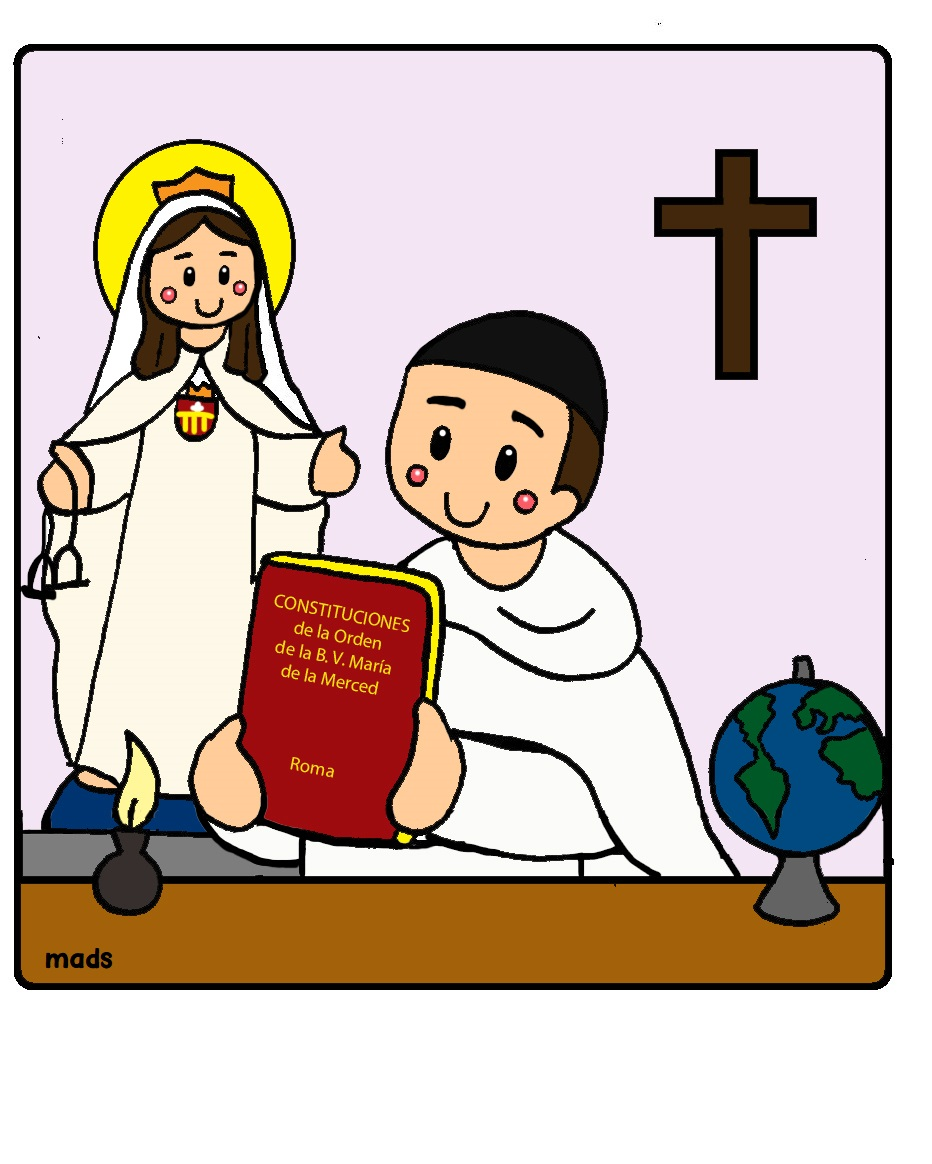 CONSTITUCIONES
de la Orden
de la B. V. María
de la Merced
Roma
mads